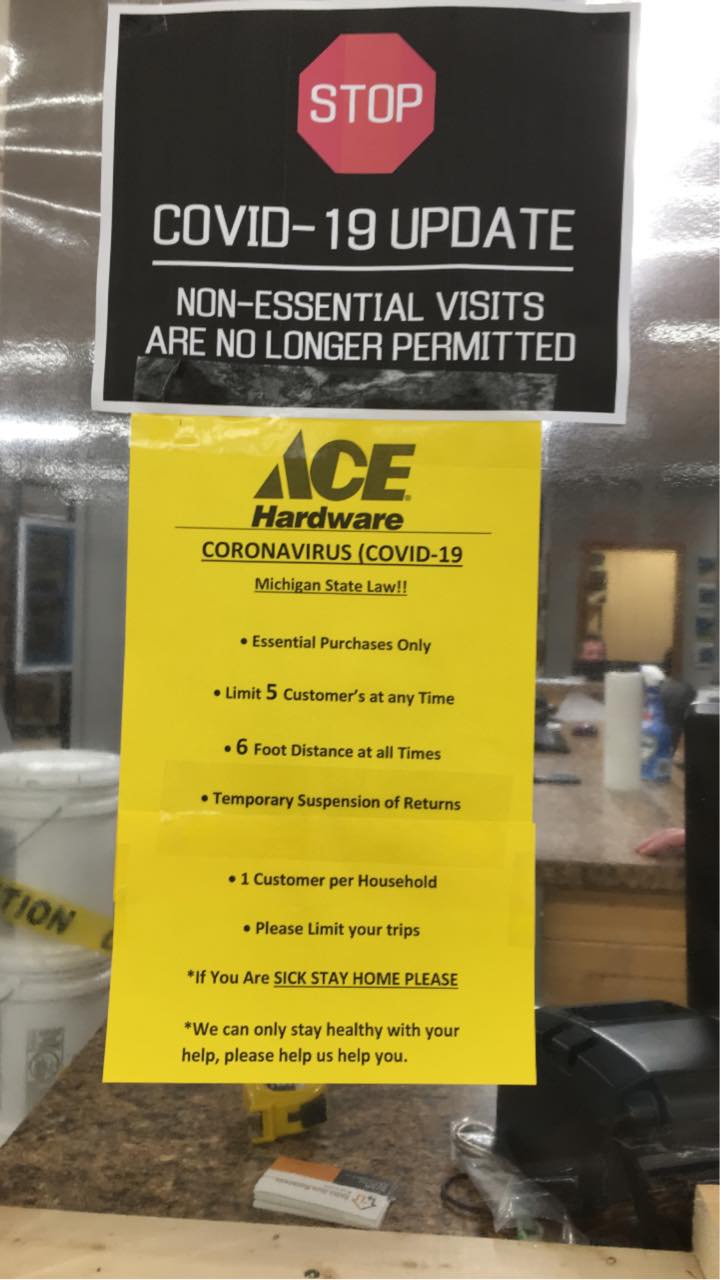 STOP
COVID-19 UPDATE
NON-ESSENTIAL VISITS
ARE NO LONGER PERMITTED
ACE
Hardware
CORONAVIRUS (COVID-19
Michigan State Law!!
• Essential Purchases Only
• Limit 5 Customer's at any Time
• 6 Foot Distance at all Times
• Temporary Suspension of Returns
• 1 Customer per Household
• Please Limit your trips
*If You Are SICK STAY HOME PLEASE
*We can only stay healthy with your
help, please help us help you.
TION